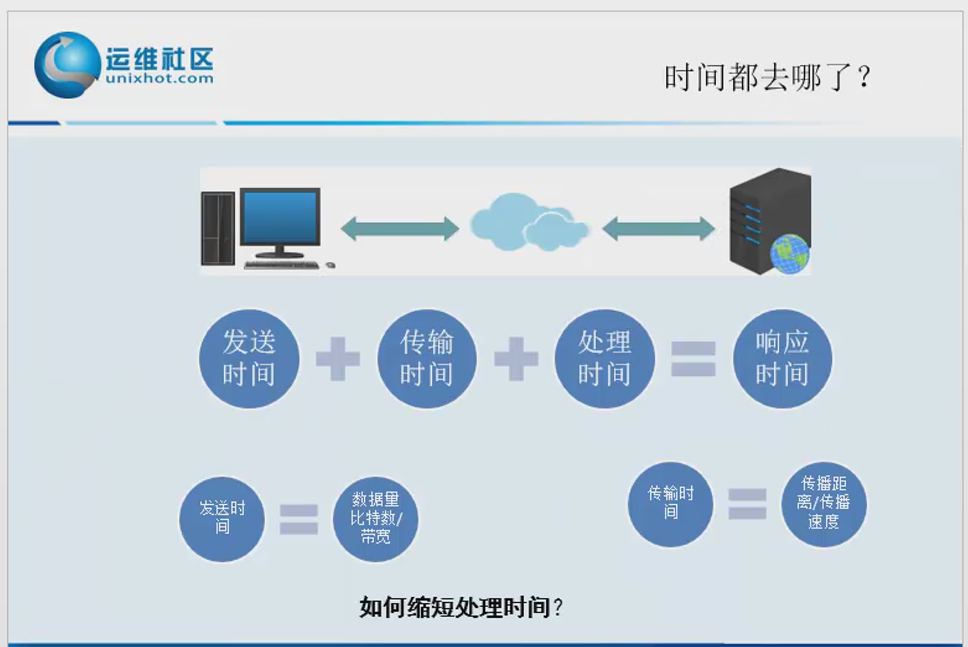 运维社区
unixhot.com
时间都去哪了？
发送
时间
传输
时间
处理
时间
响应
时间
发送时
间
数据量
比特数/
带宽
传输时
间
传播距
离/传播
速度
如何缩短处理时间？